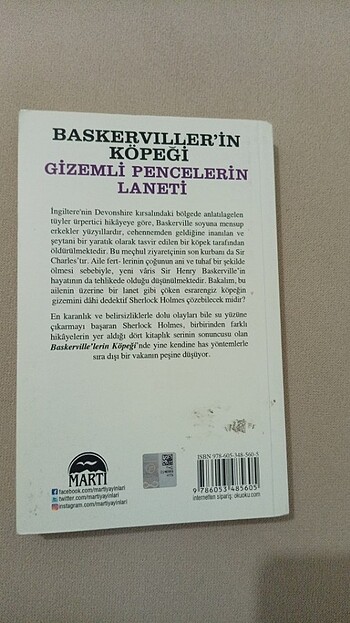 BASKERVILLER'İN
KÖPEĞİ
GİZEMLİ PENCELERİN
LANETİ
İngiltere'nin Devonshire kırsalındaki bölgede anlatılagelen
tüyler ürpertici hikâyeye göre, Baskerville soyuna mensup
erkekler yüzyıllardır, cehennemden geldiğine inanılan ve
şeytani bir yaratık olarak tasvir edilen bir köpek tarafından
öldürülmektedir. Bu meçhul ziyaretçinin son kurbanı da Sir
Charles'tır. Aile fert- lerinin çoğunun ani ve tuhaf bir şekilde
ölmesi sebebiyle, yeni vâris Sir Henry Baskerville'in
hayatının da tehlikede olduğu düşünülmektedir. Bakalım, bu
ailenin üzerine bir lanet gibi çöken esrarengiz köpeğin
gizemini dâhi dedektif Sherlock Holmes çözebilecek midir?
En karanlık ve belirsizliklerle dolu olayları bile su yüzüne
çıkarmayı başaran Sherlock Holmes, birbirinden farklı
hikâyelerin yer aldığı dört kitaplık serinin sonuncusu olan
Baskerville'lerin Köpeği'nde yine kendine has yöntemlerle
sıra dışı bir vakanın peşine düşüyor.
MARTI
facebook.com/martiyayinlari
twitter.com/martiyayinlari
instagram.com/martiyayinlari
ISBN 978-605-348-560-5
9 786053 485605
internetten sipariş: okuoku.com